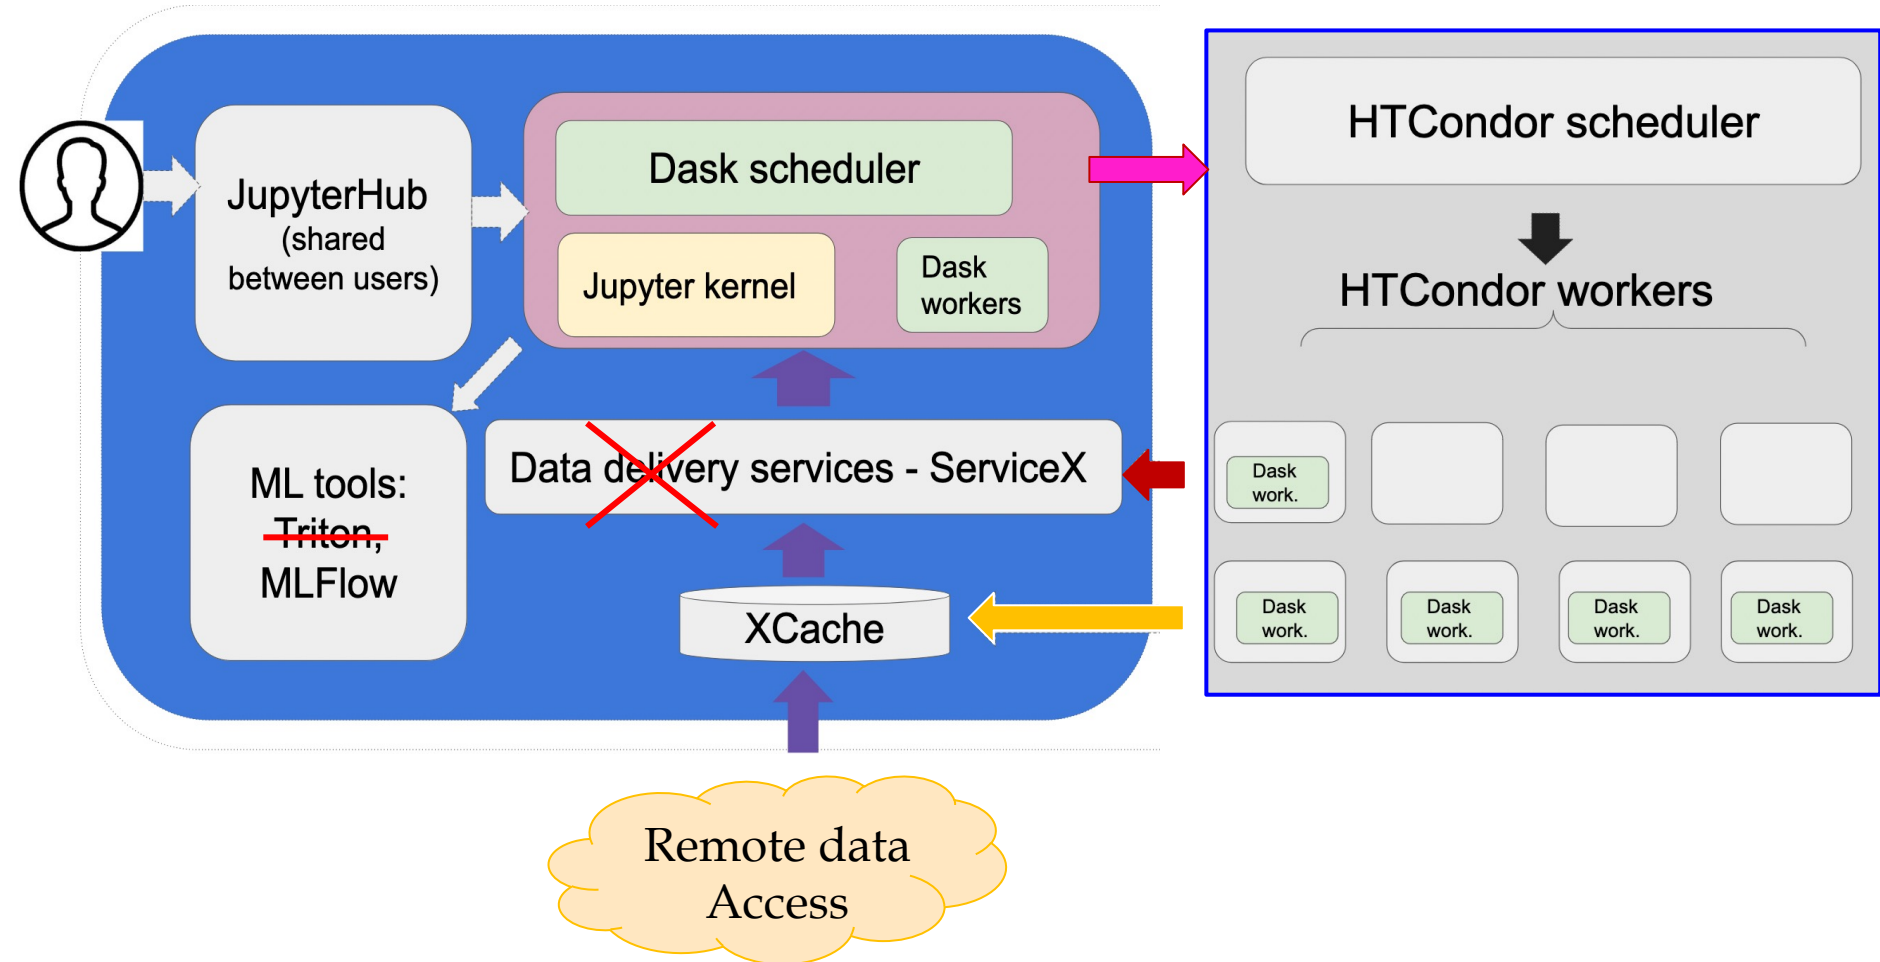 JupyterHub
(shared
between users)
Dask scheduler
Jupyter kernel
Dask
workers
ML tools:
Triton,
MLFlow
Data delivery services - ServiceX
XCache
Remote data
Access
HTCondor scheduler
HTCondor workers
Dask
work.
Dask
work.
Dask
work.
Dask
work.
Dask
work.